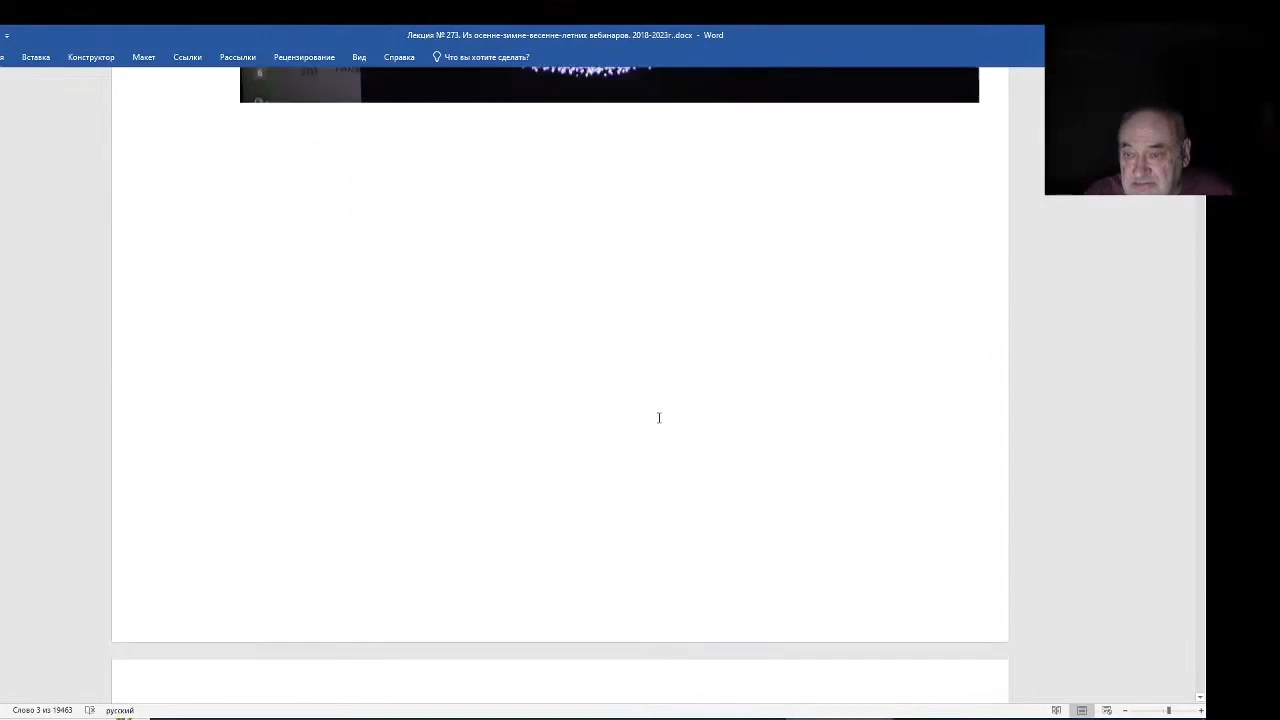 Лекция № 273. Из осенне-зимне-весенне-летних вебинаров. 2018-2023г..docx - Word
я Вставка Конструктор Макет Ссылки Рассылки Рецензирование Вид Справка Что вы хотите сделать?
Слово 3 из 19463 русский